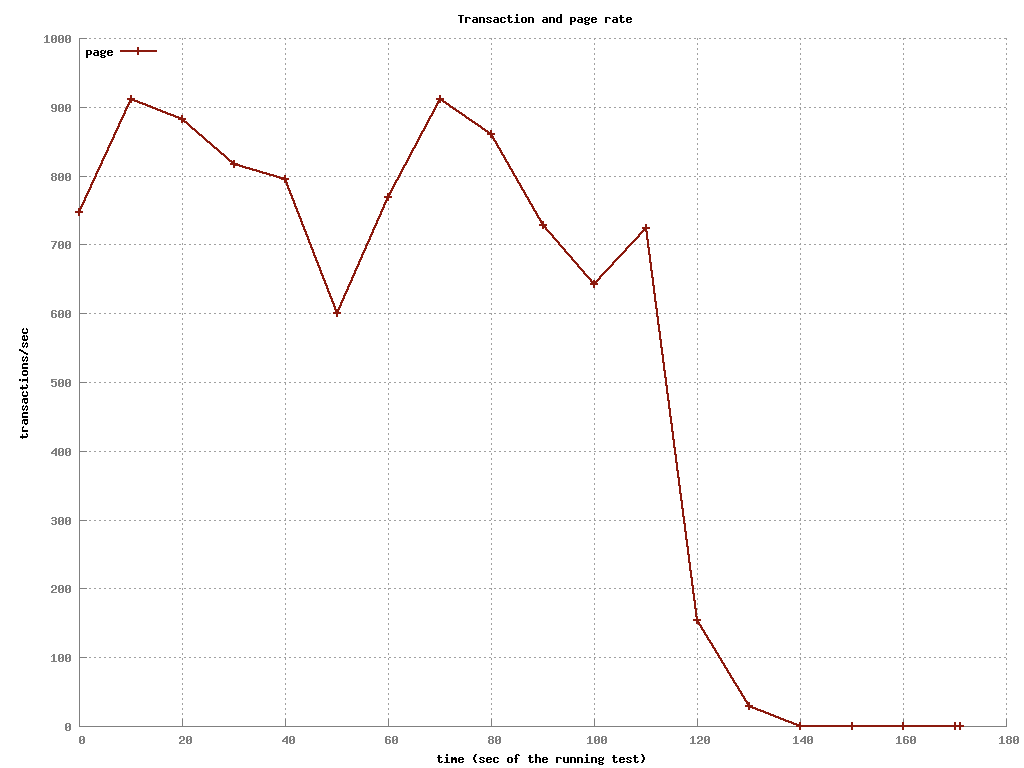 Transaction and page rate
page
1000
900
800
700
600
500
400
300
200
100
0
transactions/sec
0 20 40 60 80 100 120 140 160 180
time (sec of the running test)